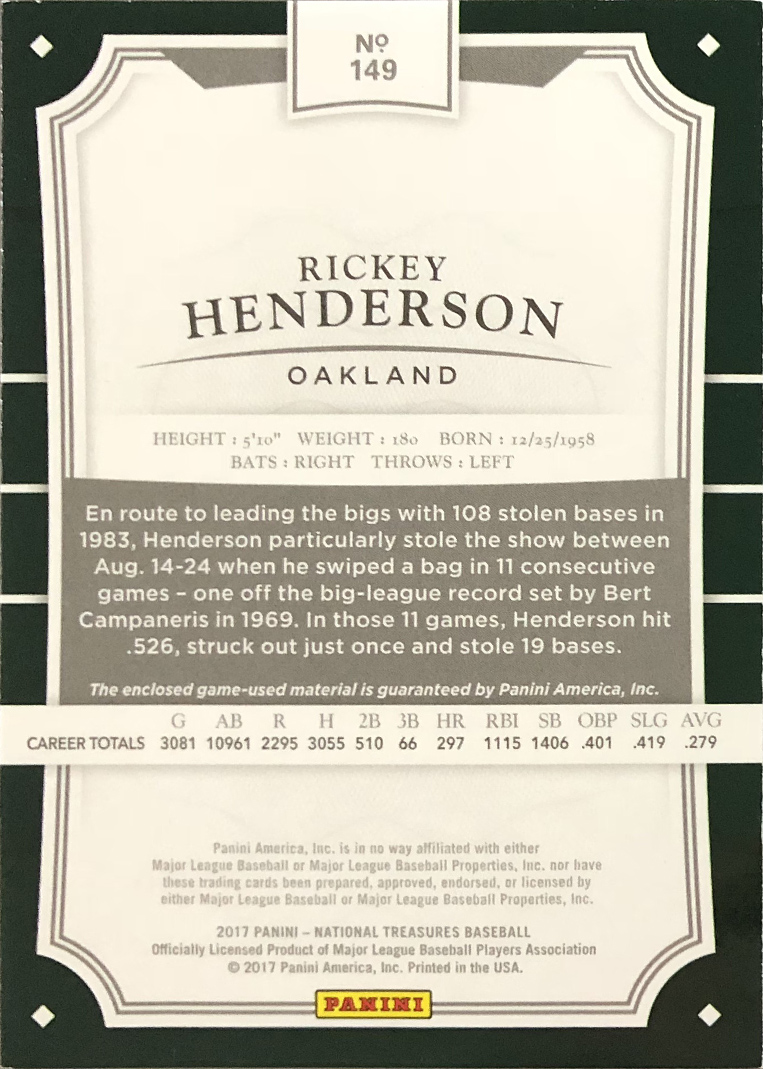 Nº
149
RICKEY
HENDERSON
OAKLAND
HEIGHT : 5'10" WEIGHT : 180 BORN : 12/25/1958
BATS : RIGHT THROWS : LEFT
En route to leading the bigs with 108 stolen bases in
1983, Henderson particularly stole the show between
Aug. 14-24 when he swiped a bag in 11 consecutive
games – one off the big-league record set by Bert
Campaneris in 1969. In those 11 games, Henderson hit
.526, struck out just once and stole 19 bases.
The enclosed game-used material is guaranteed by Panini America, Inc.
G AB R H 2B 3B HR RBI SB OBP SLG AVG
CAREER TOTALS 3081 10961 2295 3055 510 66 297 1115 1406 .401 .419 .279
Panini America, Inc. is in no way affiliated with either
Major League Baseball or Major League Baseball Properties, Inc. nor have
these trading cards been prepared, approved, endorsed, or licensed by
either Major League Baseball or Major League Baseball Properties, Inc.
2017 PANINI – NATIONAL TREASURES BASEBALL
Officially Licensed Product of Major League Baseball Players Association
© 2017 Panini America, Inc. Printed in the USA.
PANINI